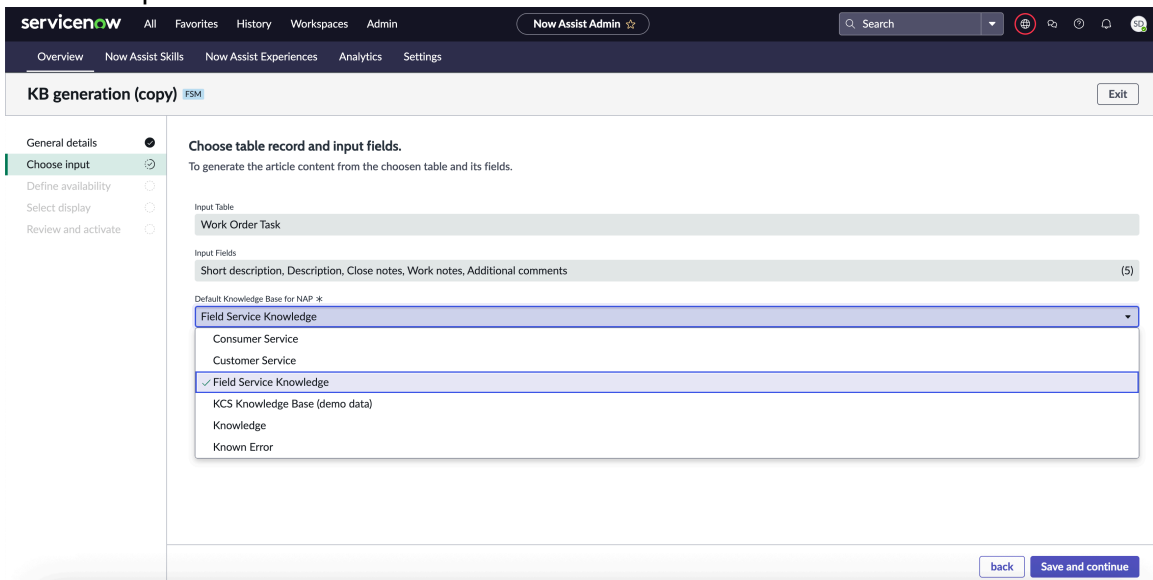 servicenow All Favorites History Workspaces Admin Now Assist Admin Search SD
Overview Now Assist Skills Now Assist Experiences Analytics Settings
KB generation (copy) FSM Exit
General details
Choose input
Define availability
Select display
Review and activate
Choose table record and input fields.
To generate the article content from the choosen table and its fields.
Input Table
Work Order Task
Input Fields
Short description, Description, Close notes, Work notes, Additional comments (5)
Default Knowledge Base for NAP *
Field Service Knowledge
Consumer Service
Customer Service
Field Service Knowledge
KCS Knowledge Base (demo data)
Knowledge
Known Error
back Save and continue